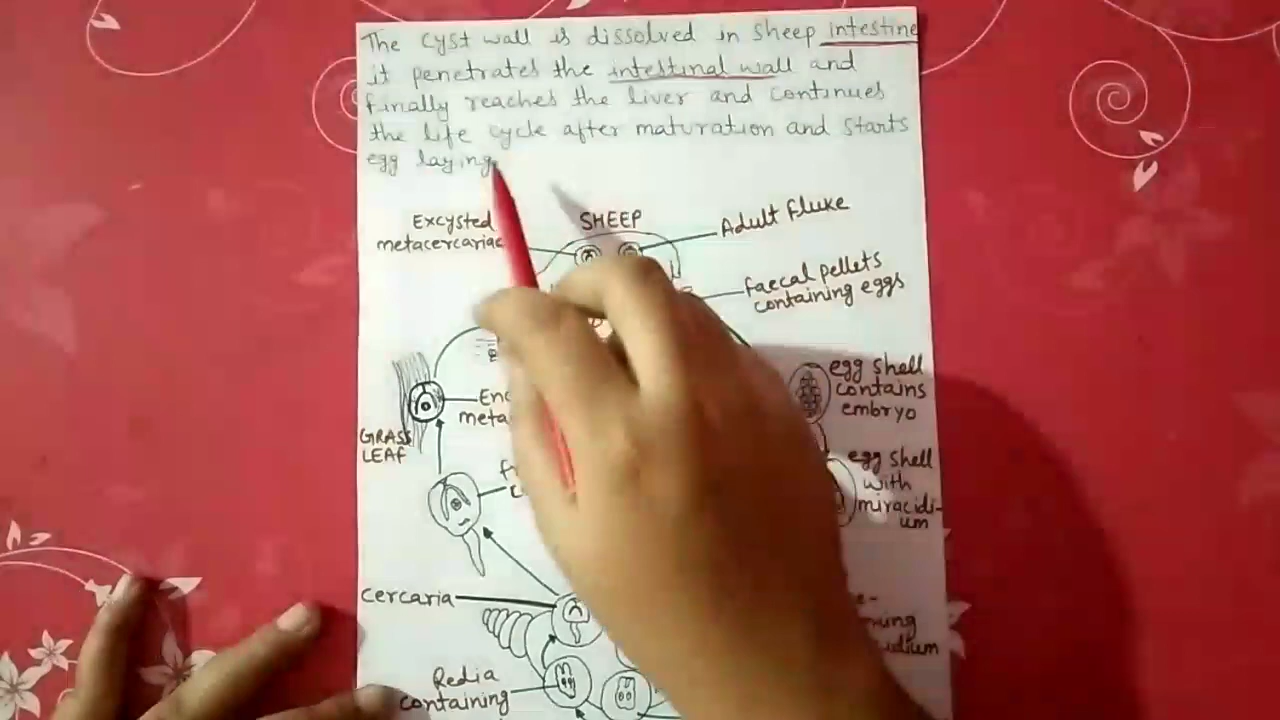 The cyst wall is dissolved in sheep intestine
it penetrates the intestinal wall and
finally reaches the liver and continues
the life cycle after maturation and starts
egg laying
SHEEP
Adult fluke
Excysted
metacercariae
faecal pellets
containing eggs
egg shell
contains
embryo
GRASS
LEAF
egg shell
with
miracidi-
um
cercaria
Redia
containing